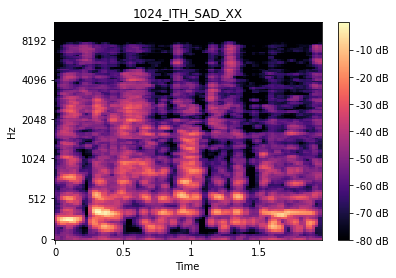 1024_ITH_SAD_XX
Hz
8192
4096
2048
1024
512
0
0
0.5
1
1.5
Time
-10 dB
-20 dB
-30 dB
-40 dB
-50 dB
-60 dB
-70 dB
-80 dB